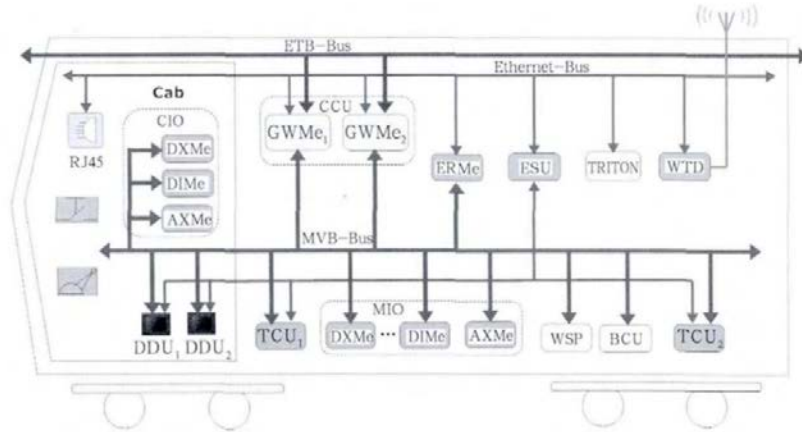 ETB-Bus
Ethernet-Bus
Cab
CIO
CCU
DXMe
DIMe
AXMe
RJ45
GWMe1
GWMe2
ERMe
ESU
TRITON
WTD
MVB-Bus
MIO
DDU1
DDU2
TCU1
DXMe
···
DIMe
AXMe
WSP
BCU
TCU2